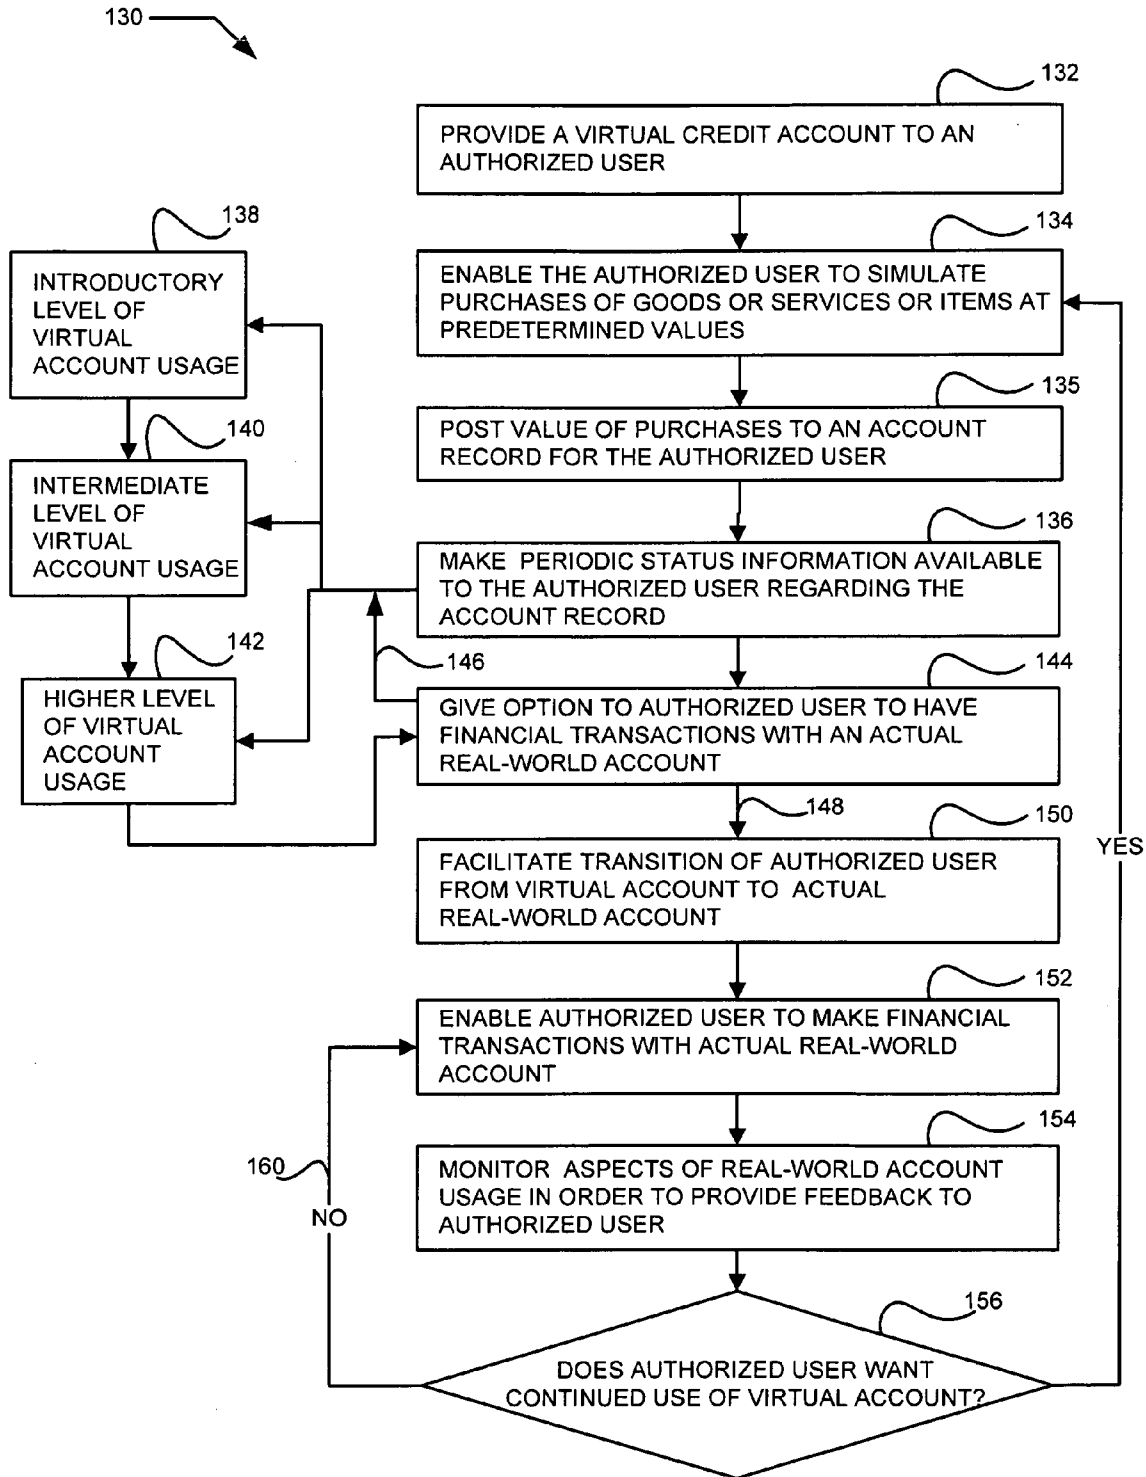 130
132
PROVIDE A VIRTUAL CREDIT ACCOUNT TO AN
AUTHORIZED USER
138
134
INTRODUCTORY
LEVEL OF
VIRTUAL
ACCOUNT USAGE
ENABLE THE AUTHORIZED USER TO SIMULATE
PURCHASES OF GOODS OR SERVICES OR ITEMS AT
PREDETERMINED VALUES
135
140
POST VALUE OF PURCHASES TO AN ACCOUNT
RECORD FOR THE AUTHORIZED USER
INTERMEDIATE
LEVEL OF
VIRTUAL
ACCOUNT USAGE
136
MAKE PERIODIC STATUS INFORMATION AVAILABLE
TO THE AUTHORIZED USER REGARDING THE
ACCOUNT RECORD
142
146
144
HIGHER LEVEL
OF VIRTUAL
ACCOUNT
USAGE
GIVE OPTION TO AUTHORIZED USER TO HAVE
FINANCIAL TRANSACTIONS WITH AN ACTUAL
REAL-WORLD ACCOUNT
148
150
YES
FACILITATE TRANSITION OF AUTHORIZED USER
FROM VIRTUAL ACCOUNT TO ACTUAL
REAL-WORLD ACCOUNT
152
ENABLE AUTHORIZED USER TO MAKE FINANCIAL
TRANSACTIONS WITH ACTUAL REAL-WORLD
ACCOUNT
154
160
MONITOR ASPECTS OF REAL-WORLD ACCOUNT
USAGE IN ORDER TO PROVIDE FEEDBACK TO
AUTHORIZED USER
NO
156
DOES AUTHORIZED USER WANT
CONTINUED USE OF VIRTUAL ACCOUNT?